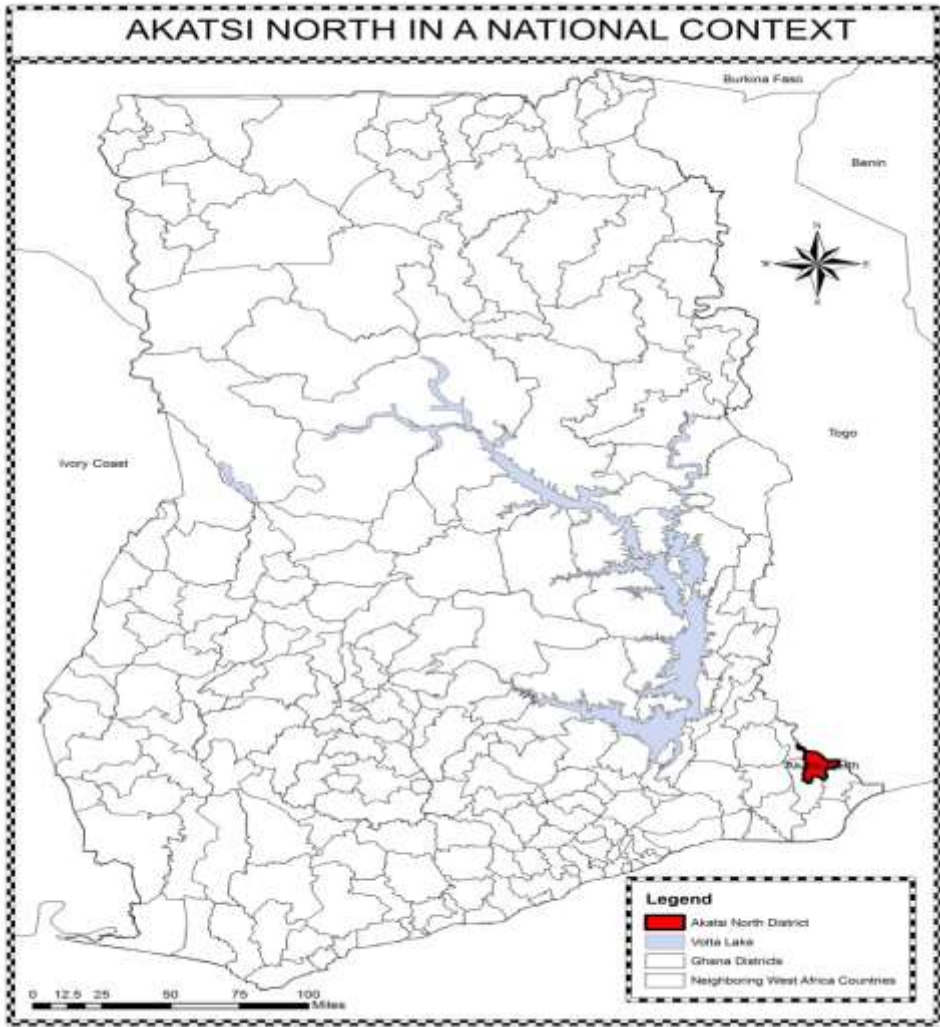 AKATSI NORTH IN A NATIONAL CONTEXT
Burkina Faso
Benin
N
W
E
S
Togo
Ivory Coast
Legend
Akatsi North District
Volta Lake
Ghana Districts
Neighboring West Africa Countries
0 12.5 25 50 75 100
Miles